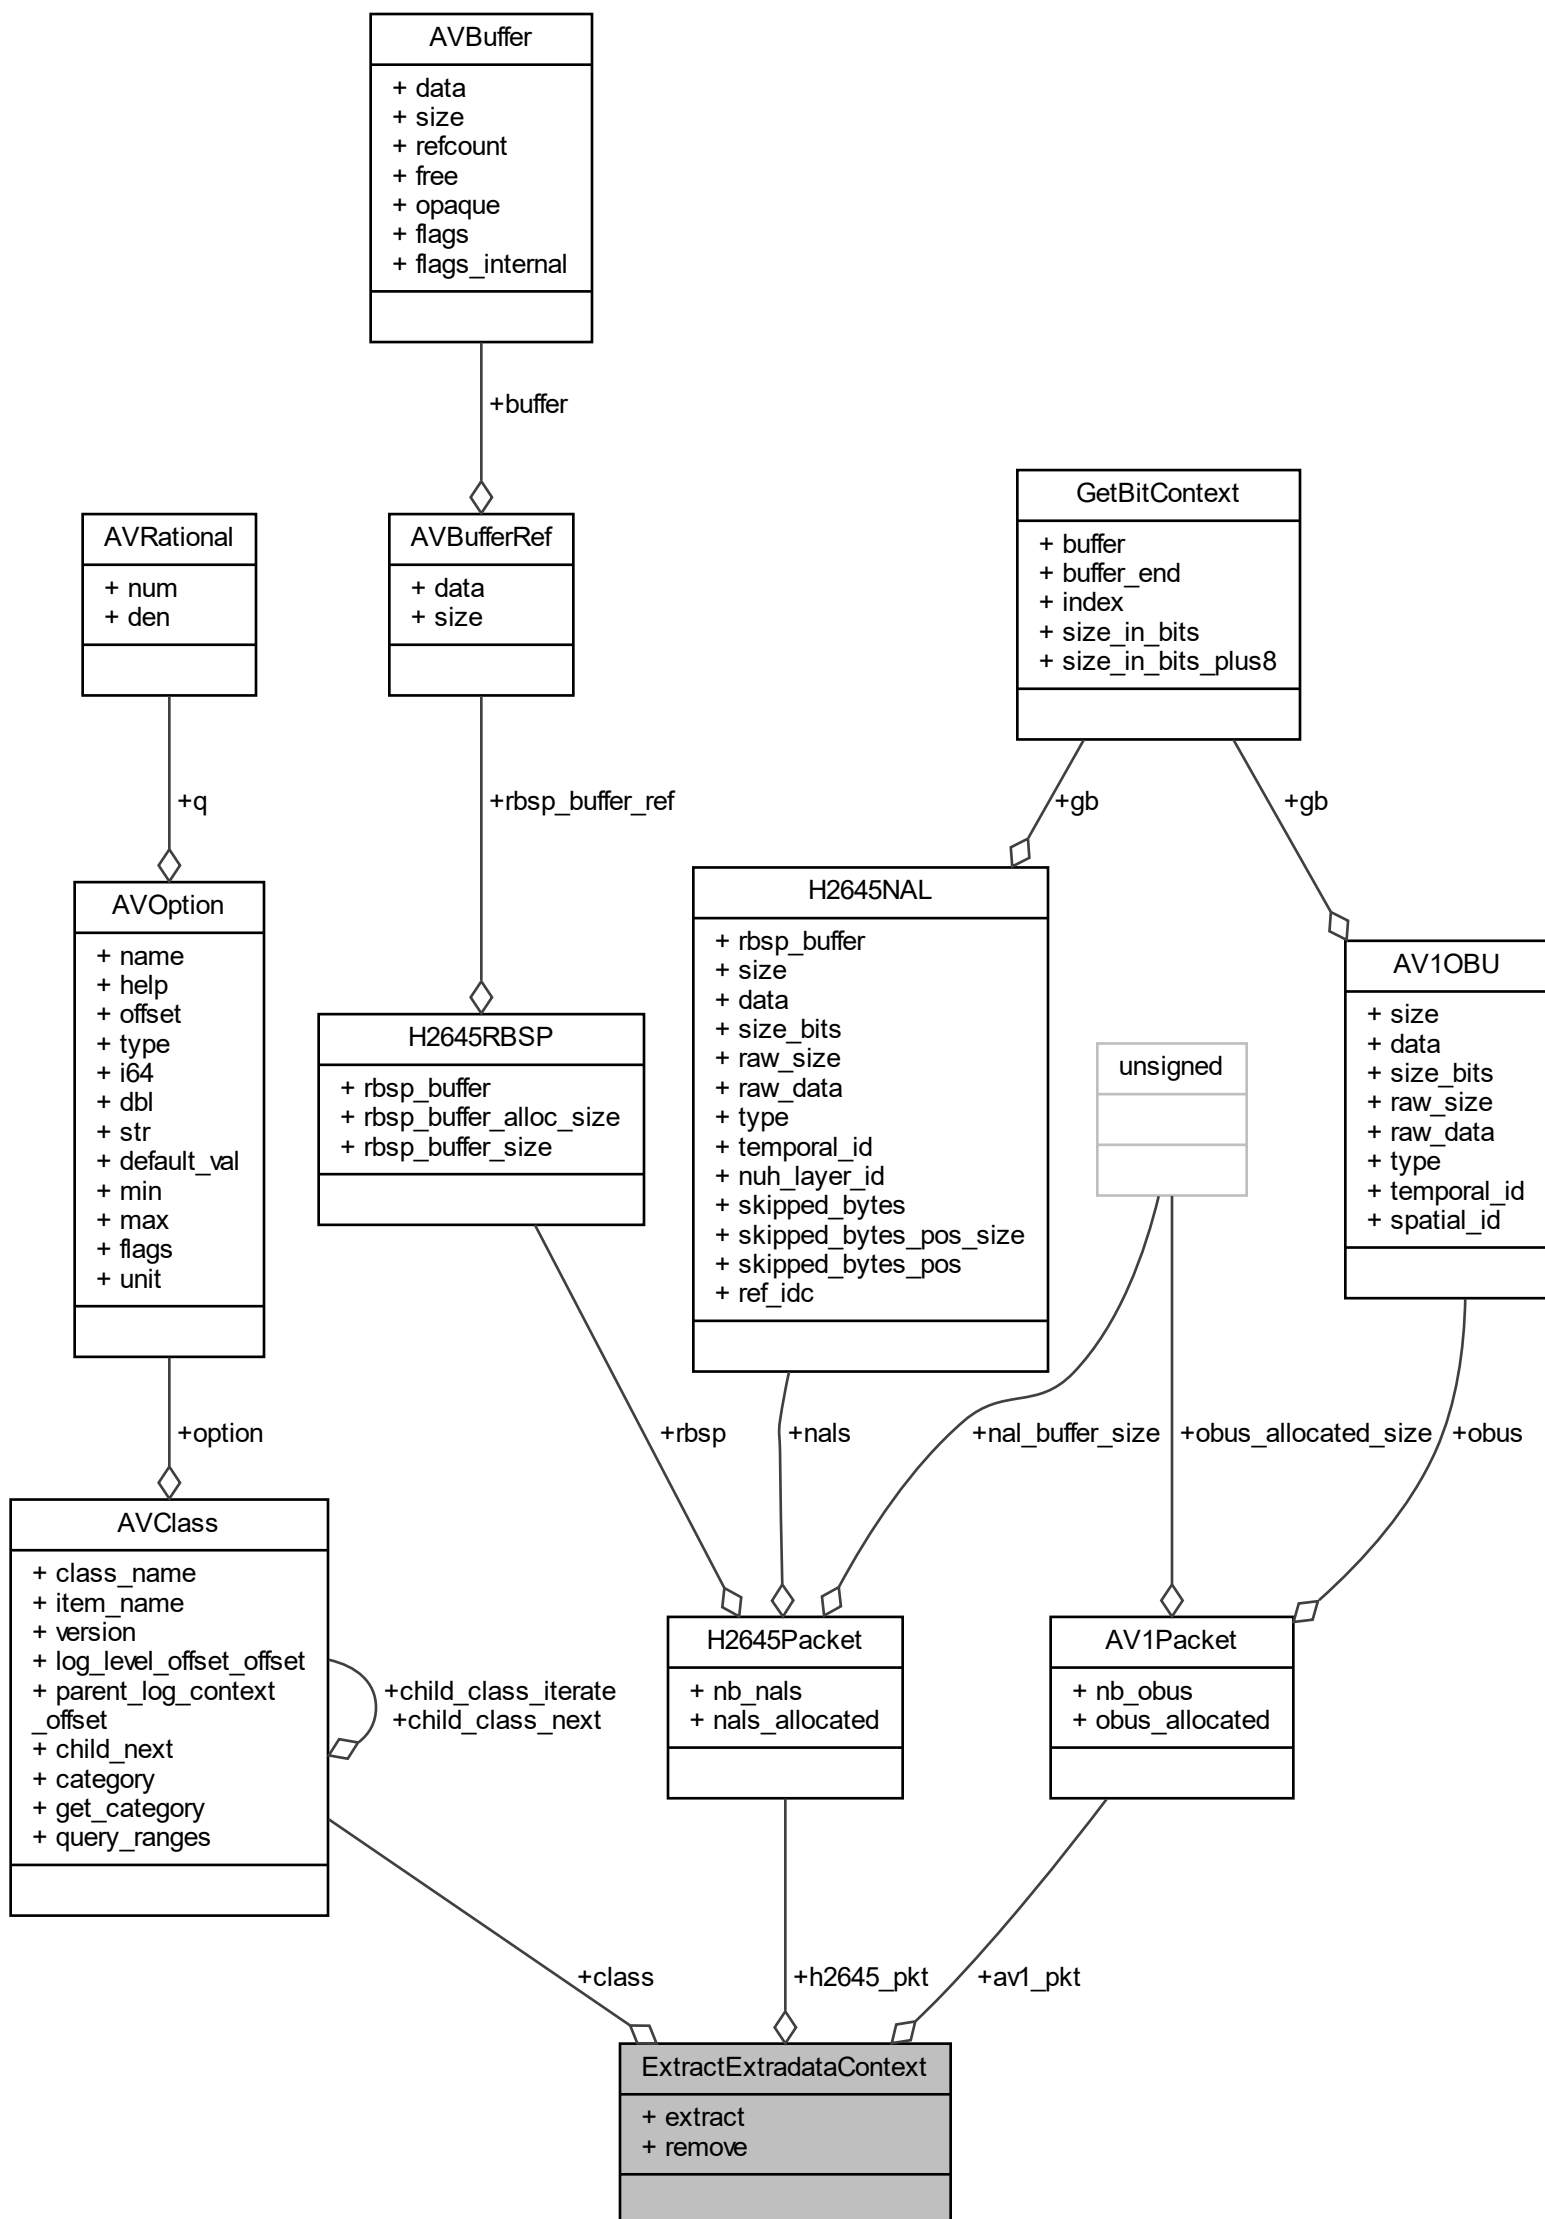 AVBuffer
+ data
+ size
+ refcount
+ free
+ opaque
+ flags
+ flags_internal
+buffer
GetBitContext
+ buffer
+ buffer_end
+ index
+ size_in_bits
+ size_in_bits_plus8
AVRational
+ num
+ den
AVBufferRef
+ data
+ size
+q
+rbsp_buffer_ref
+gb
+gb
AVOption
+ name
+ help
+ offset
+ type
+ i64
+ dbl
+ str
+ default_val
+ min
+ max
+ flags
+ unit
H2645RBSP
+ rbsp_buffer
+ rbsp_buffer_alloc_size
+ rbsp_buffer_size
H2645NAL
+ rbsp_buffer
+ size
+ data
+ size_bits
+ raw_size
+ raw_data
+ type
+ temporal_id
+ nuh_layer_id
+ skipped_bytes
+ skipped_bytes_pos_size
+ skipped_bytes_pos
+ ref_idc
unsigned
AV1OBU
+ size
+ data
+ size_bits
+ raw_size
+ raw_data
+ type
+ temporal_id
+ spatial_id
+option
+rbsp
+nals
+nal_buffer_size
+obus_allocated_size
+obus
AVClass
+ class_name
+ item_name
+ version
+ log_level_offset_offset
+ parent_log_context
_offset
+ child_next
+ category
+ get_category
+ query_ranges
+child_class_iterate
+child_class_next
H2645Packet
+ nb_nals
+ nals_allocated
AV1Packet
+ nb_obus
+ obus_allocated
+class
+h2645_pkt
+av1_pkt
ExtractExtradataContext
+ extract
+ remove